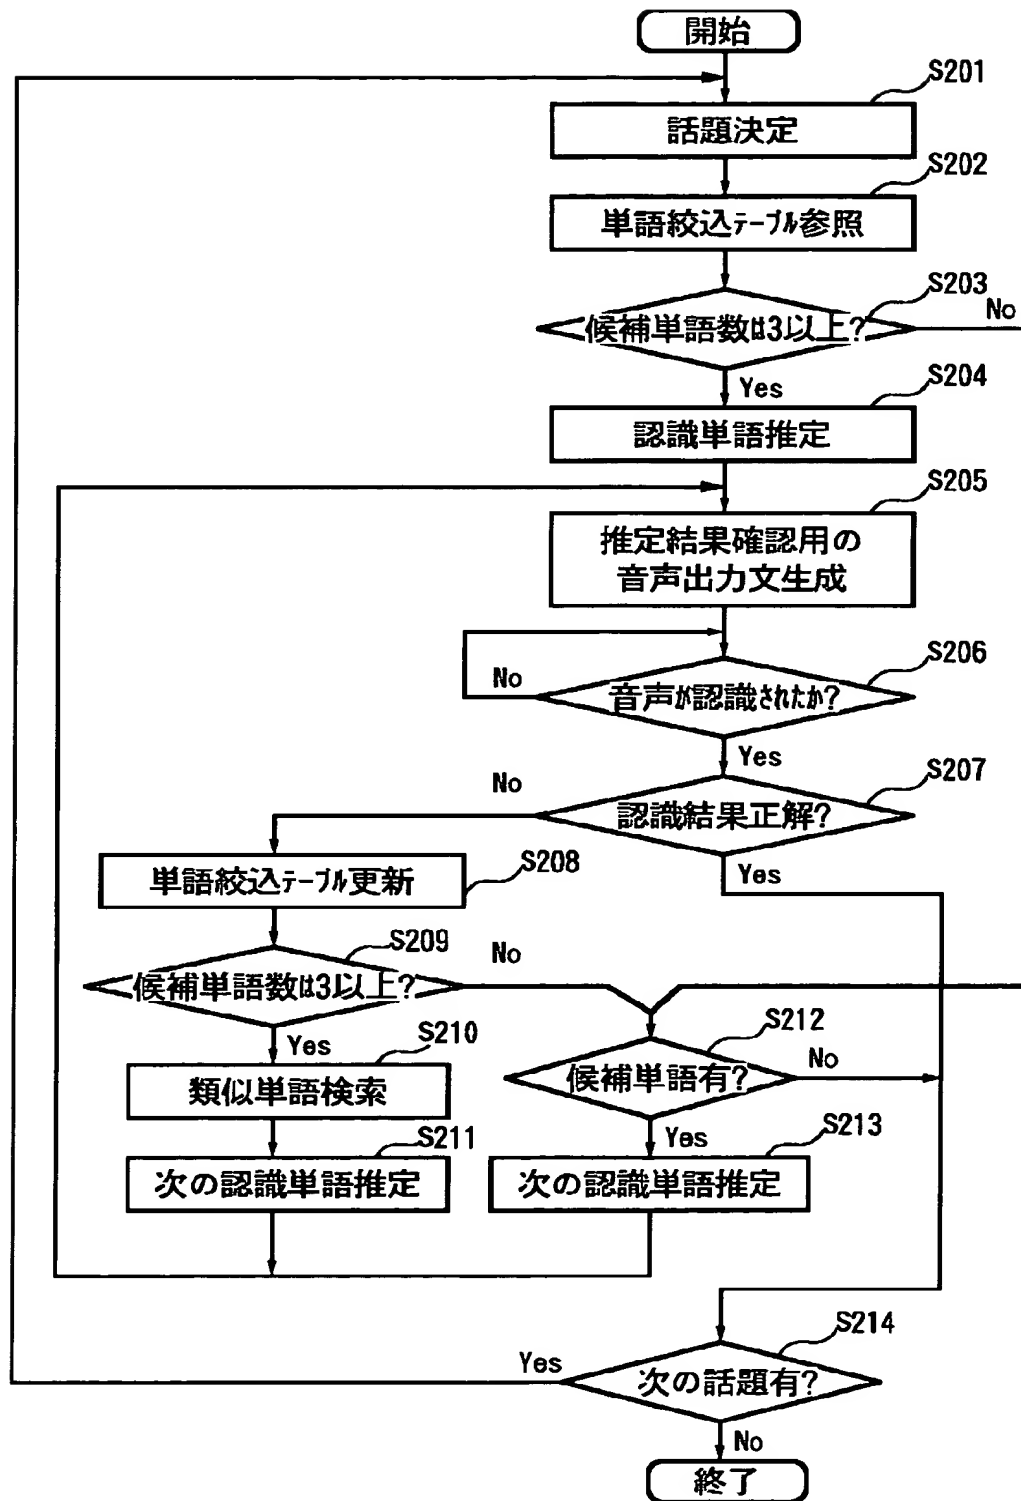 開始
S201
話題決定
S202
単語絞込テーブル参照
S203
候補単語数は3以上?
No
Yes
S204
認識単語推定
S205
推定結果確認用の
音声出力文生成
S206
音声が認識されたか?
No
Yes
S207
認識結果正解?
No
Yes
単語絞込テーブル更新
S208
S209
候補単語数は3以上?
No
Yes
S210
類似単語検索
S212
候補単語有?
No
Yes
S211
次の認識単語推定
S213
次の認識単語推定
S214
次の話題有?
Yes
No
終了